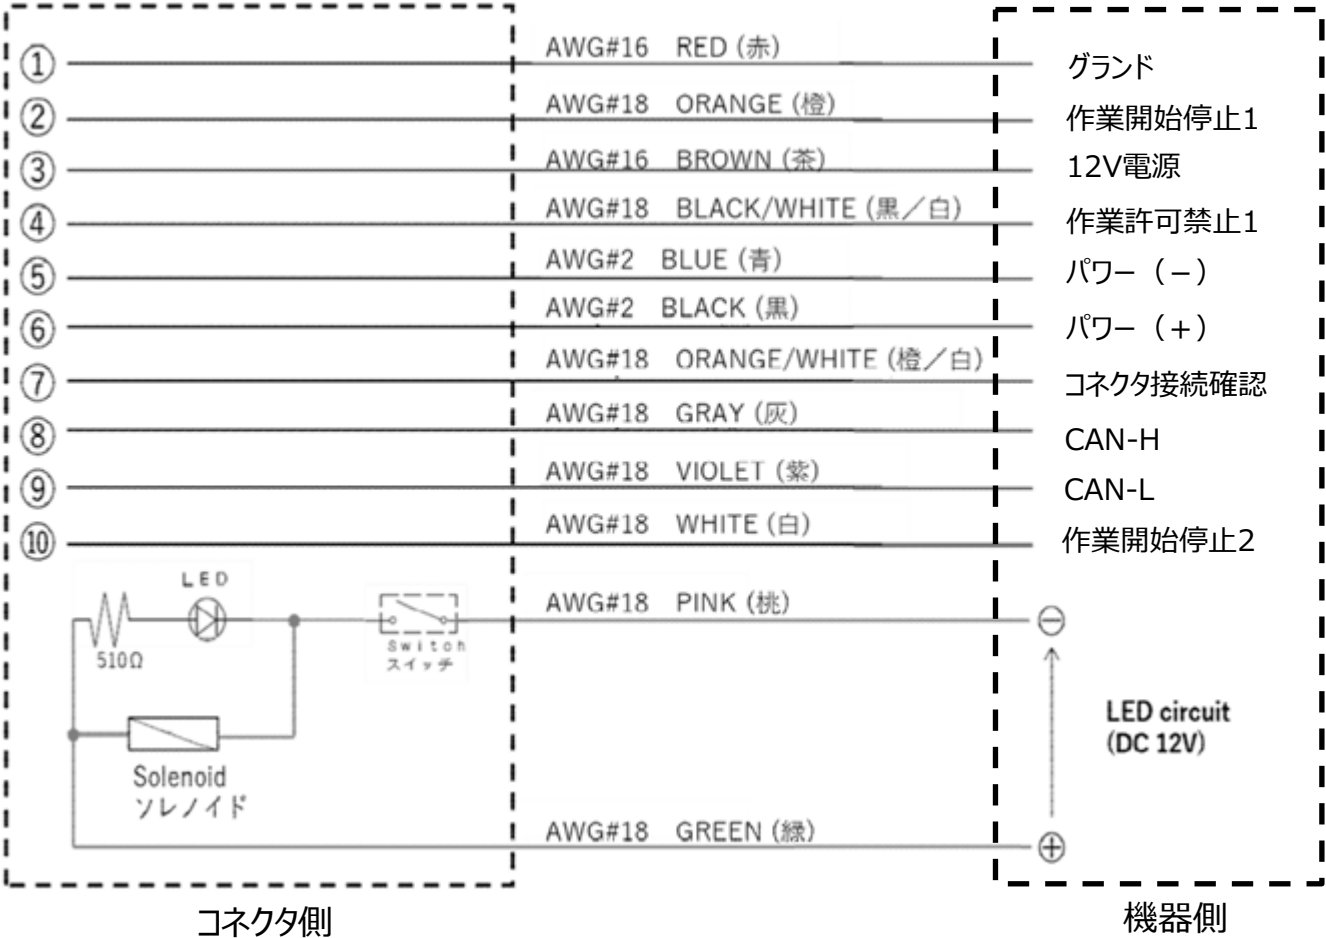 ① AWG#16 RED (赤) グランド
② AWG#18 ORANGE (橙) 作業開始停止1
③ AWG#16 BROWN (茶) 12V電源
④ AWG#18 BLACK/WHITE (黒／白) 作業許可禁止1
⑤ AWG#2 BLUE (青) パワー（－）
⑥ AWG#2 BLACK (黒) パワー（＋）
⑦ AWG#18 ORANGE/WHITE (橙／白) コネクタ接続確認
⑧ AWG#18 GRAY (灰) CAN-H
⑨ AWG#18 VIOLET (紫) CAN-L
⑩ AWG#18 WHITE (白) 作業開始停止2
LED
AWG#18 PINK (桃) ⊖
510Ω
Switch
スイッチ
LED circuit
(DC 12V)
Solenoid
ソレノイド
AWG#18 GREEN (緑) ⊕
コネクタ側
機器側